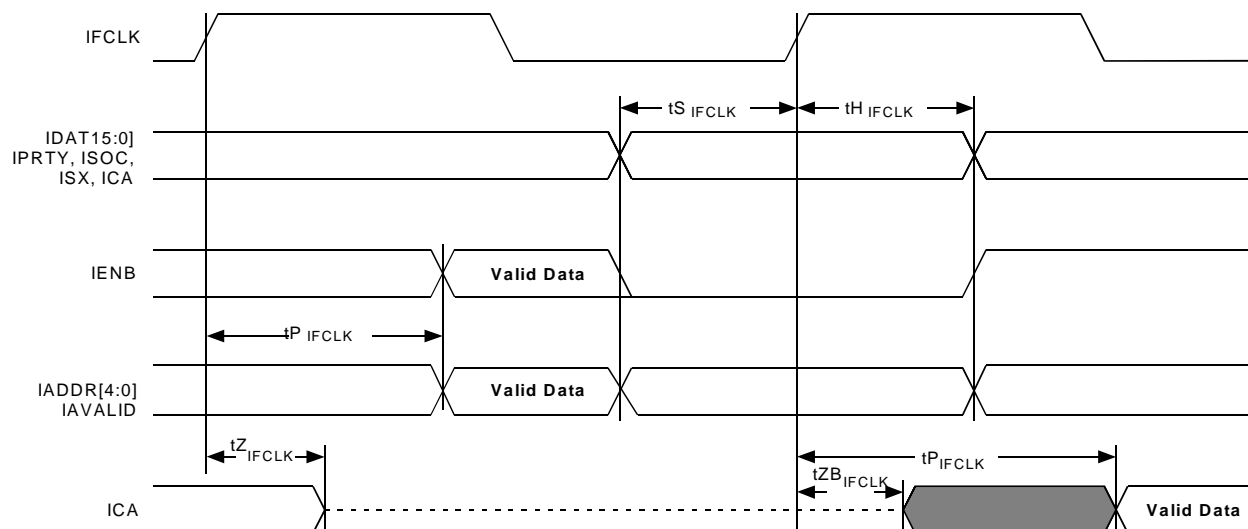 IFCLK
tS IFCLK
tH IFCLK
IDAT15:0]
IPRTY, ISOC,
ISX, ICA
IENB
Valid Data
tP IFCLK
IADDR[4:0]
IAVALID
Valid Data
tZIFCLK
tPIFCLK
tZBIFCLK
ICA
Valid Data